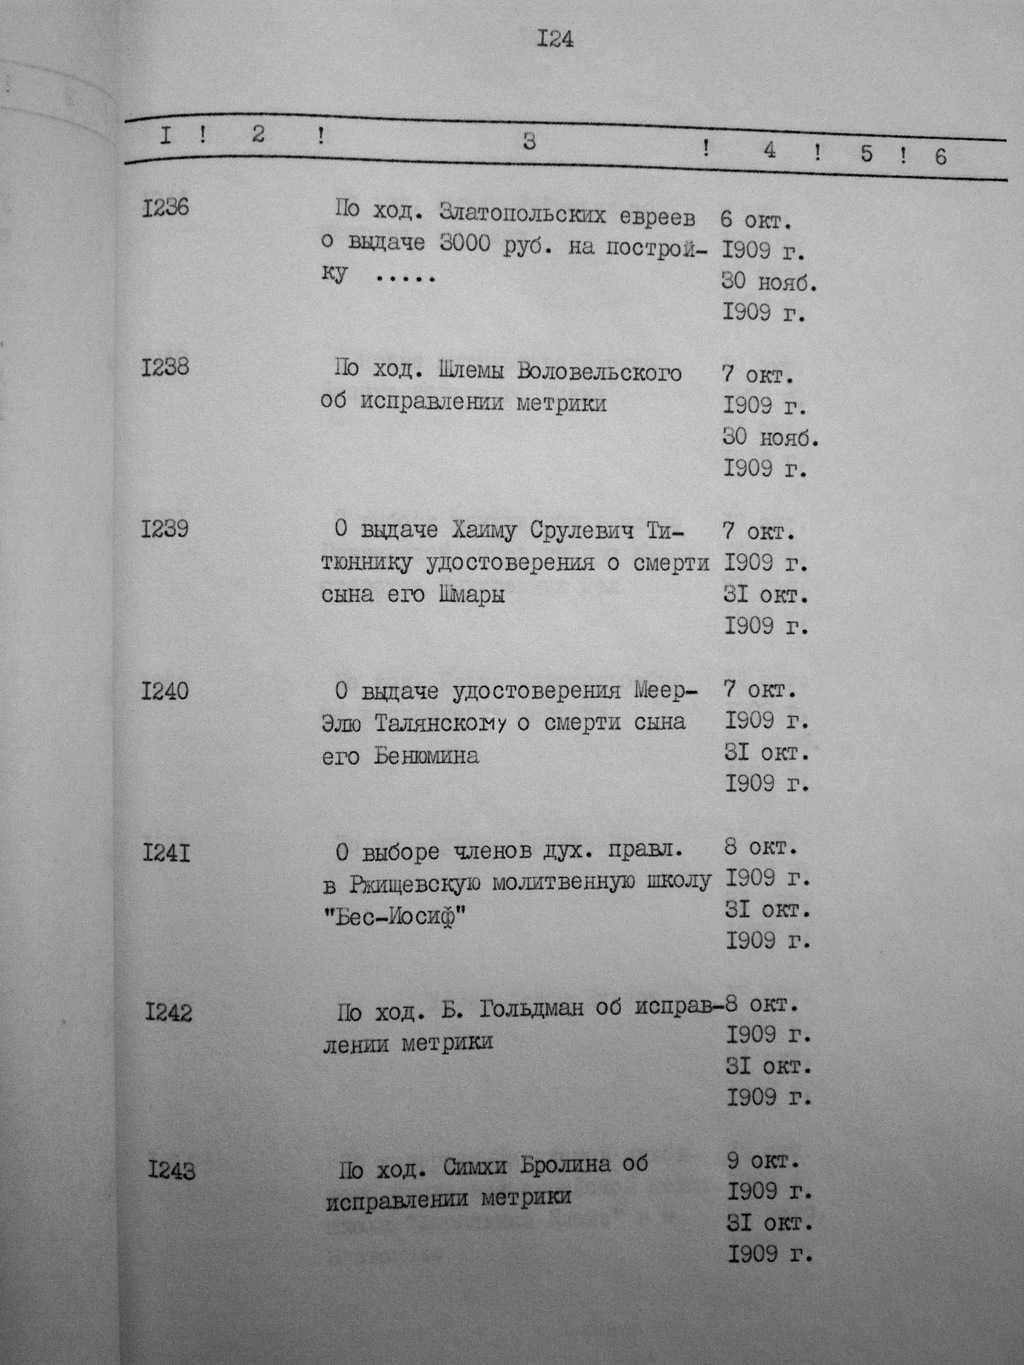 I24
I ! 2 ! 3 ! 4 ! 5 ! 6
I236 По ход. Златопольских евреев 6 окт.
о выдаче 3000 руб. на построй- I909 г.
ку ..... 30 нояб.
I909 г.
I238 По ход. Шлемы Воловельского 7 окт.
об исправлении метрики I909 г.
30 нояб.
I909 г.
I239 О выдаче Хаиму Срулевич Ти- 7 окт.
тюннику удостоверения о смерти I909 г.
сына его Шмары 3I окт.
I909 г.
I240 О выдаче удостоверения Меер- 7 окт.
Элю Талянскому о смерти сына I909 г.
его Бенюмина 3I окт.
I909 г.
I24I О выборе членов дух. правл. 8 окт.
в Ржищевскую молитвенную школу I909 г.
"Бес-Иосиф" 3I окт.
I909 г.
I242 По ход. Б. Гольдман об исправ- 8 окт.
лении метрики I909 г.
3I окт.
I909 г.
I243 По ход. Симхи Бролина об 9 окт.
исправлении метрики I909 г.
3I окт.
I909 г.